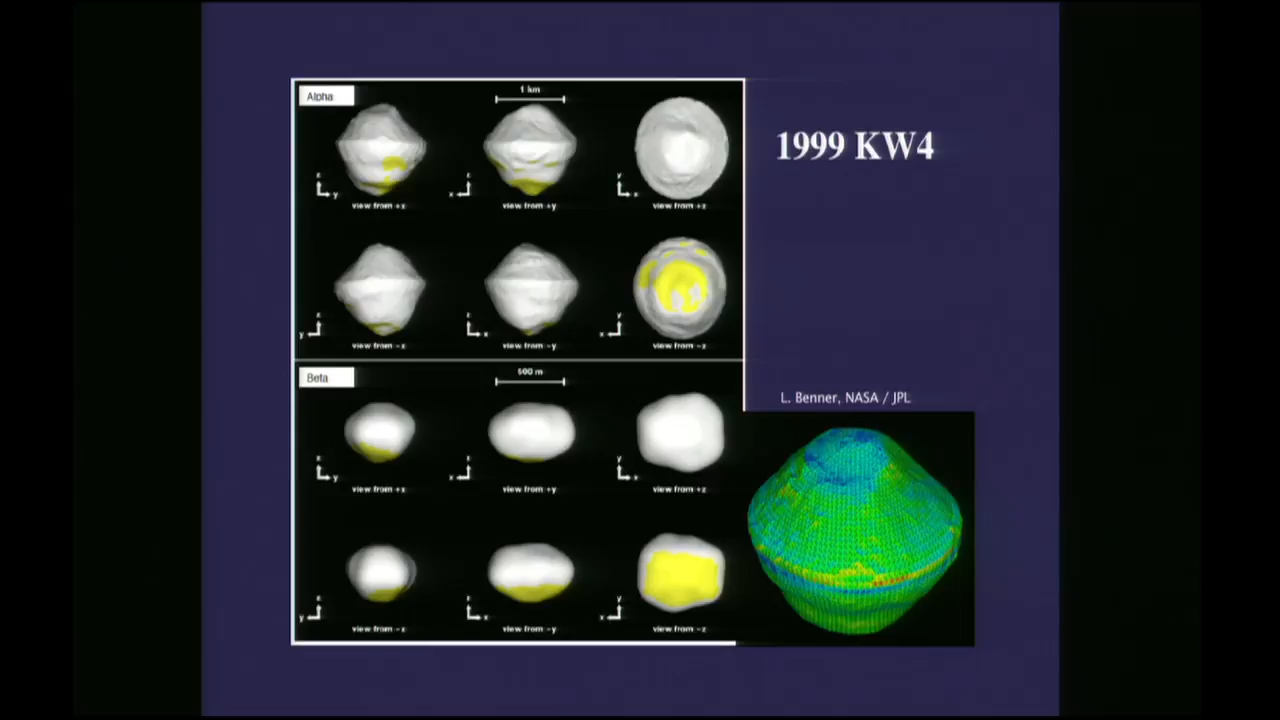 Alpha
1 km
1999 KW4
z
y
z
x
y
x
view from +x
view from +y
view from +z
z
y
z
x
y
x
view from -x
view from -y
view from -z
Beta
500 m
L. Benner, NASA / JPL
z
y
z
x
y
x
view from +x
view from +y
view from +z
z
y
z
x
y
x
view from -x
view from -y
view from -z